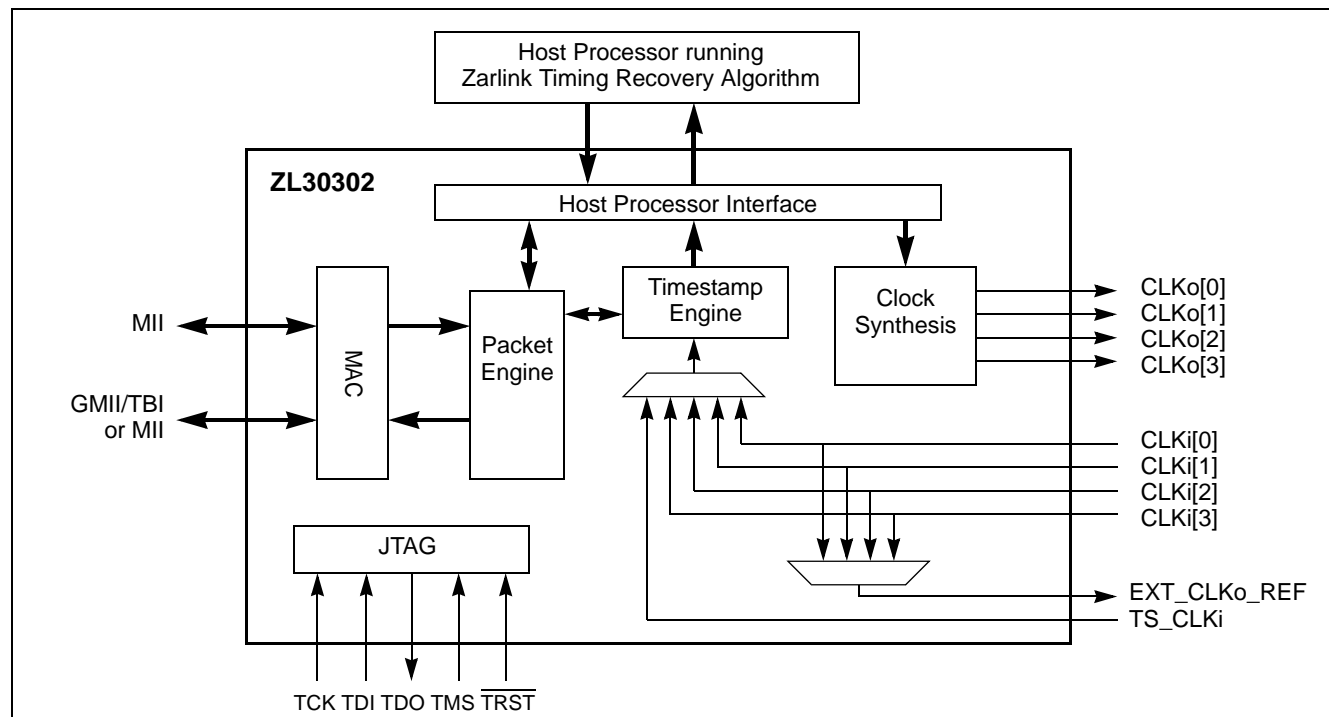 Host Processor running
Zarlink Timing Recovery Algorithm
ZL30302
Host Processor Interface
MII
GMII/TBI
or MII
MAC
Packet
Engine
Timestamp
Engine
Clock
Synthesis
CLKo[0]
CLKo[1]
CLKo[2]
CLKo[3]
CLKi[0]
CLKi[1]
CLKi[2]
CLKi[3]
EXT_CLKo_REF
TS_CLKi
JTAG
TCK TDI TDO TMS TRST